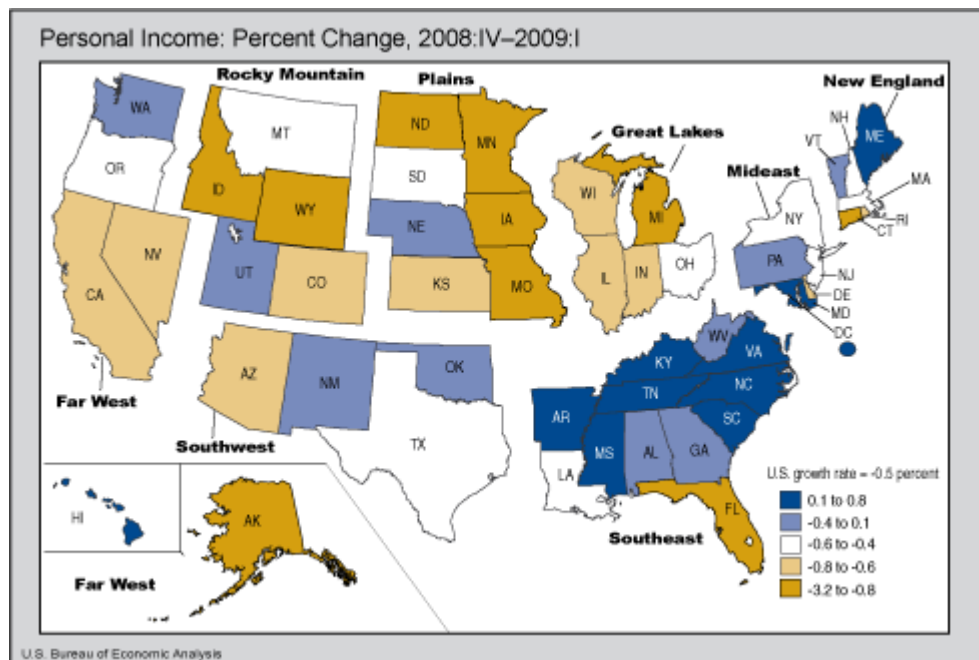 Personal Income: Percent Change, 2008:IV–2009:I
Rocky Mountain
Plains
New England
WA
MT
ND
MN
Great Lakes
NH
ME
VT
OR
ID
SD
WI
Mideast
MA
WY
MI
NY
RI
CT
IA
NE
NV
UT
CO
PA
OH
IL
IN
NJ
CA
KS
MO
DE
MD
DC
WV
KY
VA
AZ
NM
OK
TN
NC
Far West
AR
SC
Southwest
TX
MS
AL
GA
LA
U.S. growth rate = -0.5 percent
0.1 to 0.8
-0.4 to 0.1
-0.6 to -0.4
-0.8 to -0.6
-3.2 to -0.8
HI
AK
FL
Southeast
Far West
U.S. Bureau of Economic Analysis